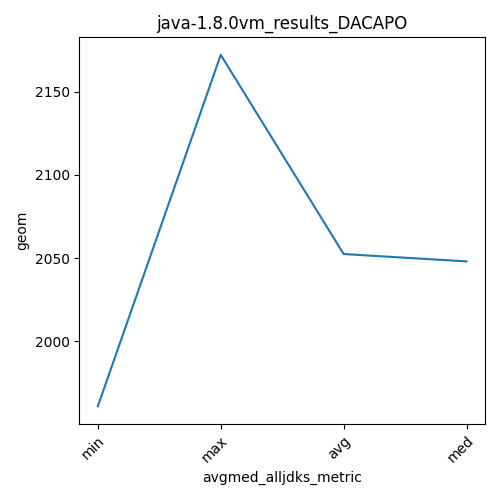 java-1.8.0vm_results_DACAPO
2150
2100
2050
2000
geom
min
max
avg
med
avgmed_alljdks_metric